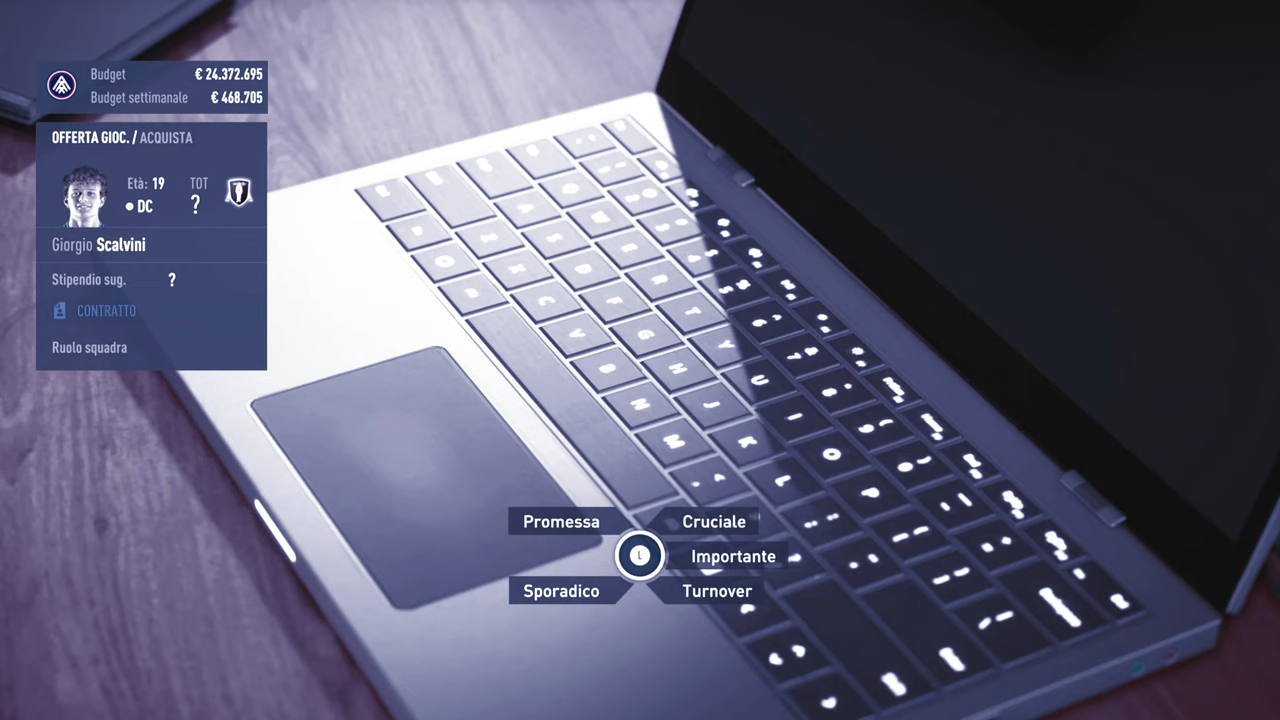 Budget € 24.372.695
Budget settimanale € 468.705
OFFERTA GIOC. / ACQUISTA
Età: 19 TOT
DC ?
Giorgio Scalvini
Stipendio sug. ?
CONTRATTO
Ruolo squadra
Promessa Cruciale
L Importante
Sporadico Turnover